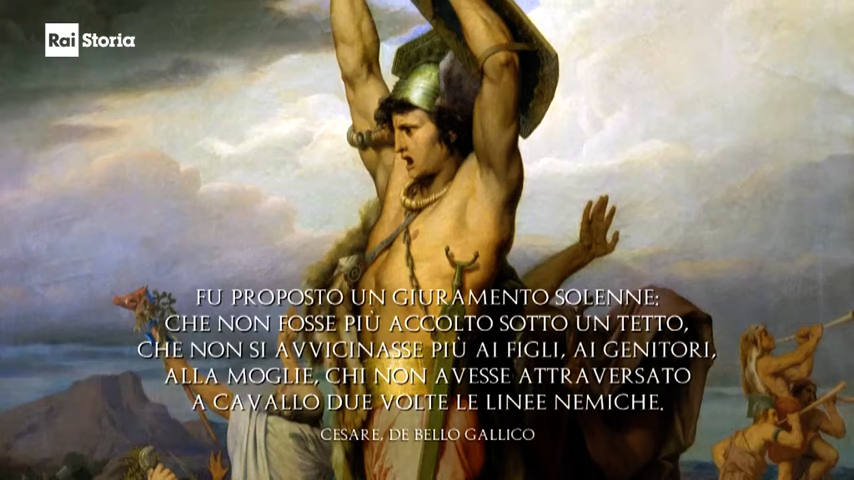 Rai Storia
FU PROPOSTO UN GIURAMENTO SOLENNE:
CHE NON FOSSE PIÙ ACCOLTO SOTTO UN TETTO,
CHE NON SI AVVICINASSE PIÙ AI FIGLI, AI GENITORI,
ALLA MOGLIE, CHI NON AVESSE ATTRAVERSATO
A CAVALLO DUE VOLTE LE LINEE NEMICHE.
CESARE, DE BELLO GALLICO